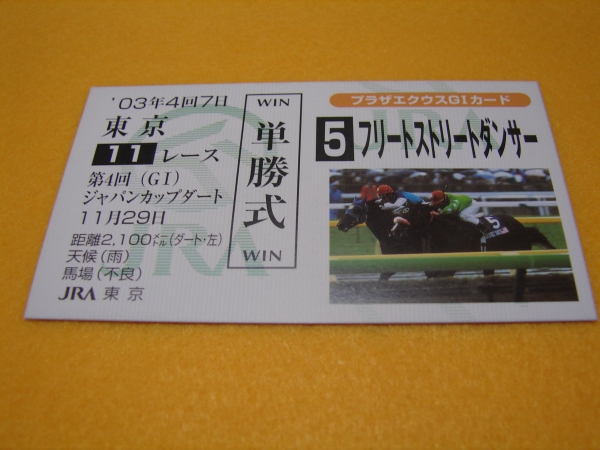 '03年4回7日
東京
11 レース
第4回(GI)
ジャパンカップダート
11月29日
距離2,100メートル(ダート・左)
天候(雨)
馬場(不良)
JRA 東京
WIN
単勝式
WIN
プラザエクウスGIカード
5 フリートストリートダンサー
5
JRA
JRA